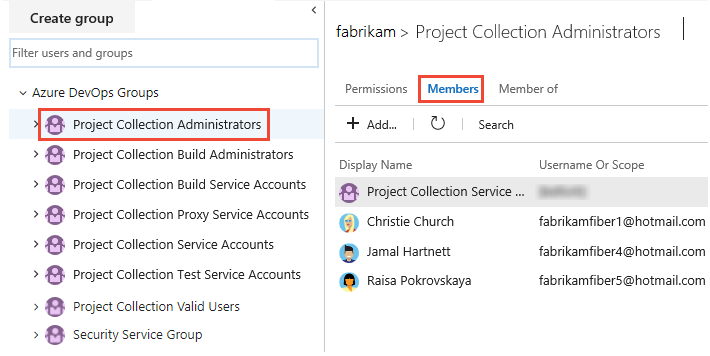 Create group
Filter users and groups
Azure DevOps Groups
Project Collection Administrators
Project Collection Build Administrators
Project Collection Build Service Accounts
Project Collection Proxy Service Accounts
Project Collection Service Accounts
Project Collection Test Service Accounts
Project Collection Valid Users
Security Service Group
fabrikam > Project Collection Administrators
Permissions Members Member of
+ Add... Search
Display Name Username Or Scope
Project Collection Service ...
Christie Church fabrikamfiber1@hotmail.com
Jamal Hartnett fabrikamfiber4@hotmail.com
Raisa Pokrovskaya fabrikamfiber5@hotmail.com